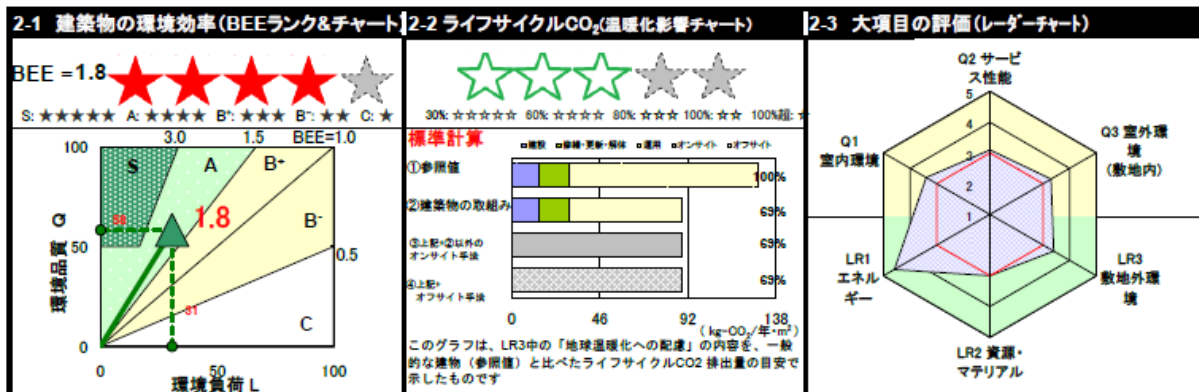 2-1 建築物の環境効率(BEEランク&チャート)
BEE = 1.8
S: ★★★★★ A: ★★★★ B⁺: ★★★ B⁻: ★★ C: ★
3.0 1.5 BEE=1.0
100
S
A
B⁺
58
1.8
B⁻
50
0.5
環境品質 Q
31
C
0
0 50 100
環境負荷 L
2-2 ライフサイクルCO₂(温暖化影響チャート)
30%: ☆☆☆☆☆ 60%: ☆☆☆☆ 80%: ☆☆☆ 100%: ☆☆ 100%超: ☆
標準計算
□建設 □修繕・更新・解体 □運用 □オンサイト □オフサイト
①参照値 100%
②建築物の取組み 69%
③上記+②以外の
オンサイト手法 69%
④上記+
オフサイト手法 69%
0 46 92 138
( kg-CO₂/年・m² )
このグラフは、LR3中の「地球温暖化への配慮」の内容を、一般
的な建物(参照値)と比べたライフサイクルCO2 排出量の目安で
示したものです
2-3 大項目の評価(レーダーチャート)
Q2 サービ
ス性能
5
4
3
2
1
Q1
室内環境
Q3 室外環
境
(敷地内)
LR1
エネル
ギー
LR3
敷地外環
境
LR2 資源・
マテリアル